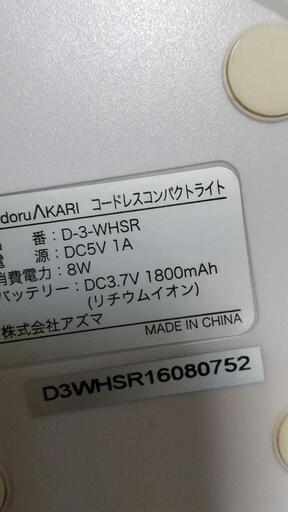 doruΛKARI コードレスコンパクトライト
番：D-3-WHSR
電 源：DC5V 1A
消費電力：8W
バッテリー：DC3.7V 1800mAh
(リチウムイオン)
株式会社アズマ MADE IN CHINA
D3WHSR16080752